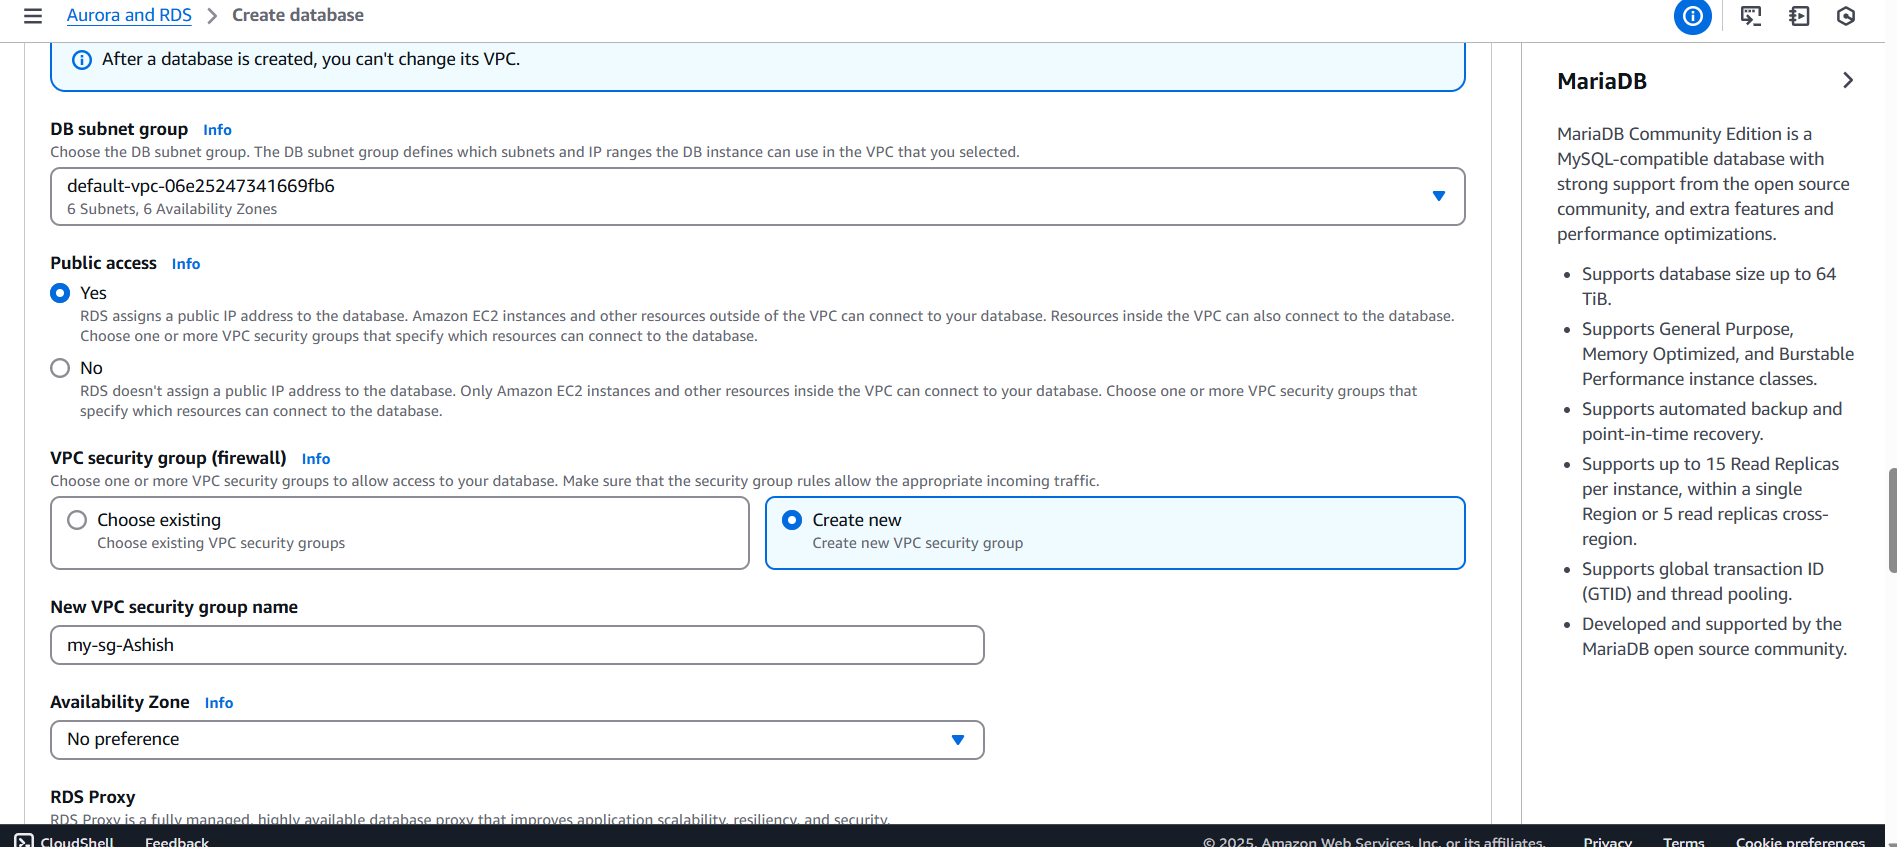 Aurora and RDS > Create database
After a database is created, you can't change its VPC.
DB subnet group Info
Choose the DB subnet group. The DB subnet group defines which subnets and IP ranges the DB instance can use in the VPC that you selected.
default-vpc-06e25247341669fb6
6 Subnets, 6 Availability Zones
Public access Info
Yes
RDS assigns a public IP address to the database. Amazon EC2 instances and other resources outside of the VPC can connect to your database. Resources inside the VPC can also connect to the database.
Choose one or more VPC security groups that specify which resources can connect to the database.
No
RDS doesn't assign a public IP address to the database. Only Amazon EC2 instances and other resources inside the VPC can connect to your database. Choose one or more VPC security groups that
specify which resources can connect to the database.
VPC security group (firewall) Info
Choose one or more VPC security groups to allow access to your database. Make sure that the security group rules allow the appropriate incoming traffic.
Choose existing
Choose existing VPC security groups
Create new
Create new VPC security group
New VPC security group name
my-sg-Ashish
Availability Zone Info
No preference
RDS Proxy
RDS Proxy is a fully managed, highly available database proxy that improves application scalability, resiliency, and security.
MariaDB
MariaDB Community Edition is a
MySQL-compatible database with
strong support from the open source
community, and extra features and
performance optimizations.
• Supports database size up to 64
TiB.
• Supports General Purpose,
Memory Optimized, and Burstable
Performance instance classes.
• Supports automated backup and
point-in-time recovery.
• Supports up to 15 Read Replicas
per instance, within a single
Region or 5 read replicas cross-
region.
• Supports global transaction ID
(GTID) and thread pooling.
• Developed and supported by the
MariaDB open source community.
CloudShell Feedback © 2025, Amazon Web Services, Inc. or its affiliates. Privacy Terms Cookie preferences